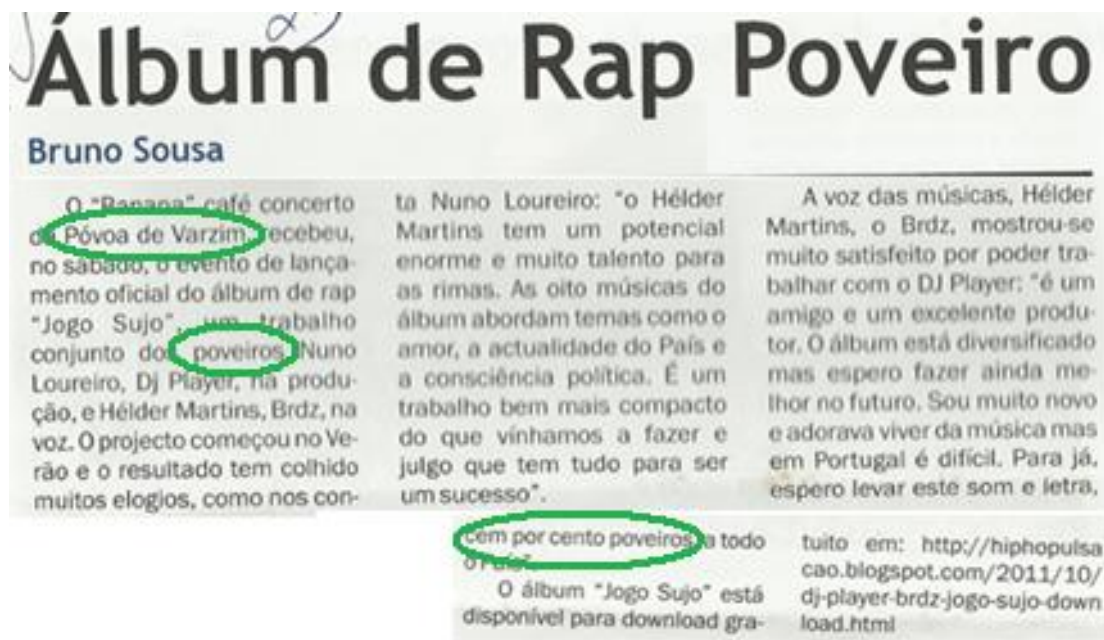 Álbum de Rap Poveiro
Bruno Sousa
O "Banana" café concerto
da Póvoa de Varzim, recebeu,
no sábado, o evento de lança-
mento oficial do álbum de rap
"Jogo Sujo", um trabalho
conjunto dos poveiros Nuno
Loureiro, Dj Player, na produ-
ção, e Hélder Martins, Brdz, na
voz. O projecto começou no Ve-
rão e o resultado tem colhido
muitos elogios, como nos con-
ta Nuno Loureiro: "o Hélder
Martins tem um potencial
enorme e muito talento para
as rimas. As oito músicas do
álbum abordam temas como o
amor, a actualidade do País e
a consciência política. É um
trabalho bem mais compacto
do que vínhamos a fazer e
julgo que tem tudo para ser
um sucesso".
A voz das músicas, Hélder
Martins, o Brdz, mostrou-se
muito satisfeito por poder tra-
balhar com o DJ Player: "é um
amigo e um excelente produ-
tor. O álbum está diversificado
mas espero fazer ainda me-
lhor no futuro. Sou muito novo
e adorava viver da música mas
em Portugal é difícil. Para já,
espero levar este som e letra,
cem por cento poveiros, a todo
o País".
O álbum "Jogo Sujo" está
disponível para download gra-
tuito em: http://hiphopulsa
cao.blogspot.com/2011/10/
dj-player-brdz-jogo-sujo-down
load.html